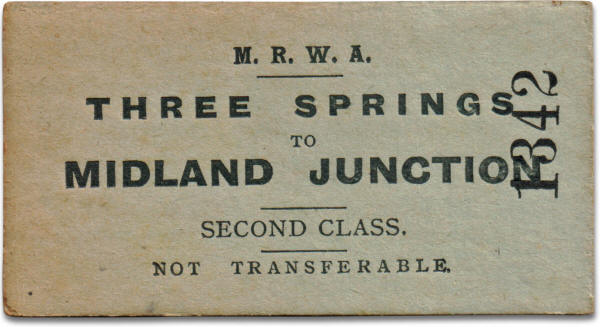 M. R. W. A.
THREE SPRINGS
TO
MIDLAND JUNCTION
SECOND CLASS.
NOT TRANSFERABLE.
1342